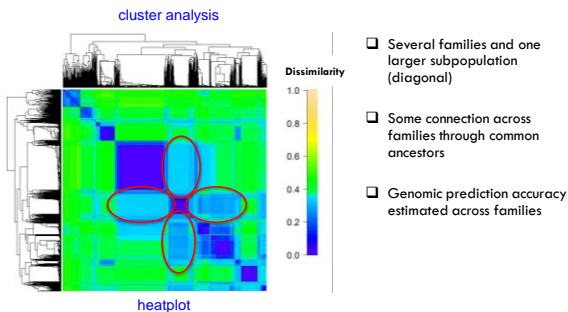 cluster analysis
Dissimilarity
1.0
0.8
0.6
0.4
0.2
0.0
heatplot
❑ Several families and one
larger subpopulation
(diagonal)
❑ Some connection across
families through common
ancestors
❑ Genomic prediction accuracy
estimated across families